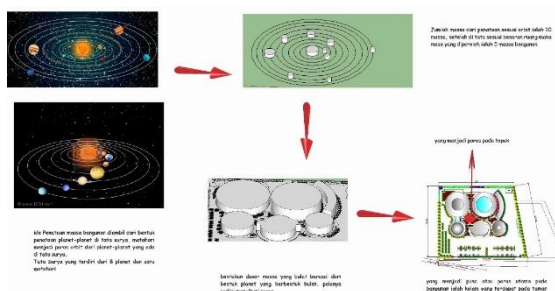 Jumlah massa dari penataan sesuai orbit ialah 10
massa, setelah di tata sesuai besaran ruang maka
masa yang diperoleh ialah 5 massa bangunan
yang menjadi poros pada tapak
ide Penataan massa bangunan diambil dari bentuk
penataan planet-planet di tata surya, matahari
menjadi poros orbit dari planet-planet yang ada
di tata surya.
Tata Surya yang terdiri dari 8 planet dan satu
matahari
bentukan dasar massa yang bulat berasal dari
bentuk planet yang berbentuk bulat,
yang menjadi poros utama pada
bangunan ialah kolam yang terdapat pada taman